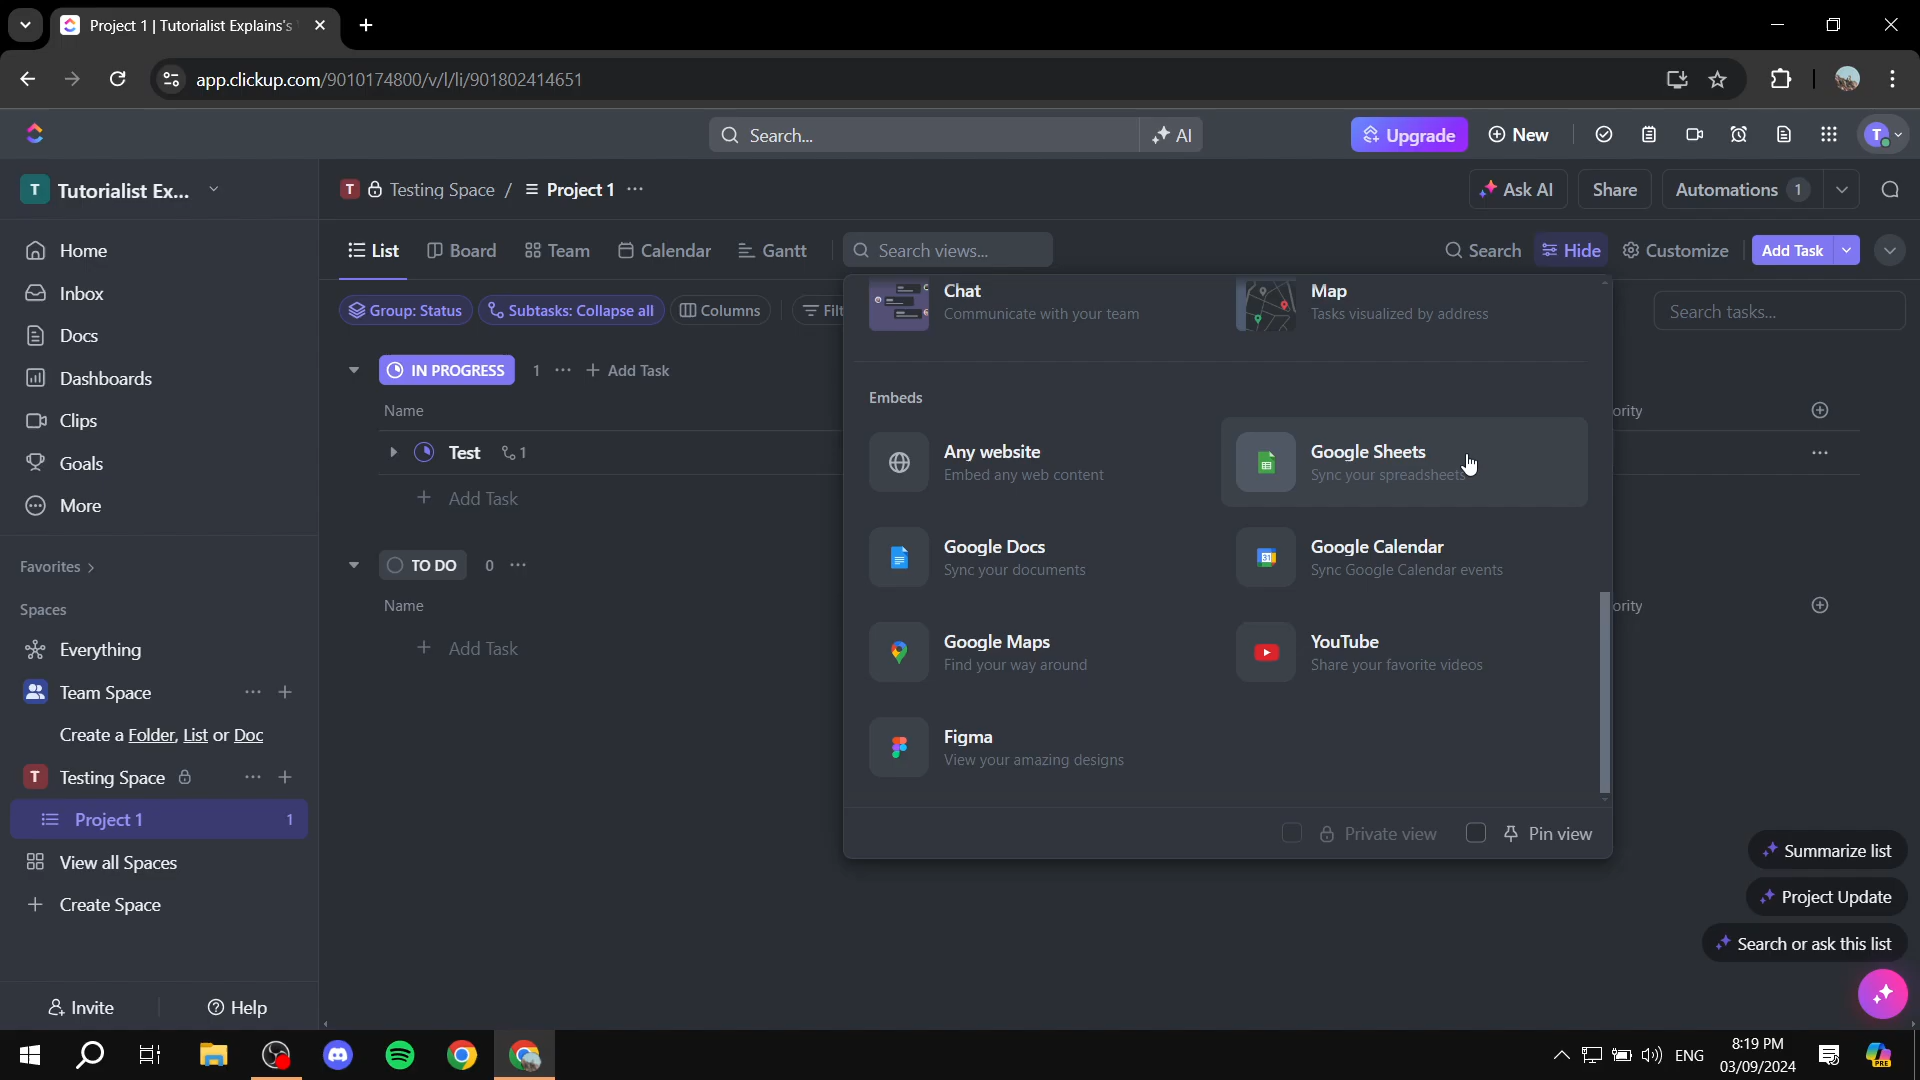 Project 1 | Tutorialist Explains's
app.clickup.com/9010174800/v/l/li/901802414651
Search...
AI
Upgrade
New
T
T Tutorialist Ex...
T Testing Space / Project 1
Ask AI
Share
Automations 1
Home
Inbox
Docs
Dashboards
Clips
Goals
More
Favorites
Spaces
Everything
Team Space
Create a Folder, List or Doc
T Testing Space
Project 1 1
View all Spaces
Create Space
Invite
Help
List
Board
Team
Calendar
Gantt
Search views...
Search
Hide
Customize
Add Task
Group: Status
Subtasks: Collapse all
Columns
Filt
Search tasks...
IN PROGRESS 1 ... + Add Task
Name
ority
Test 1
+ Add Task
TO DO 0 ...
Name
ority
+ Add Task
Chat
Communicate with your team
Map
Tasks visualized by address
Embeds
Any website
Embed any web content
Google Sheets
Sync your spreadsheets
Google Docs
Sync your documents
Google Calendar
Sync Google Calendar events
31
Google Maps
Find your way around
YouTube
Share your favorite videos
Figma
View your amazing designs
Private view
Pin view
Summarize list
Project Update
Search or ask this list
ENG
8:19 PM
03/09/2024
PRE